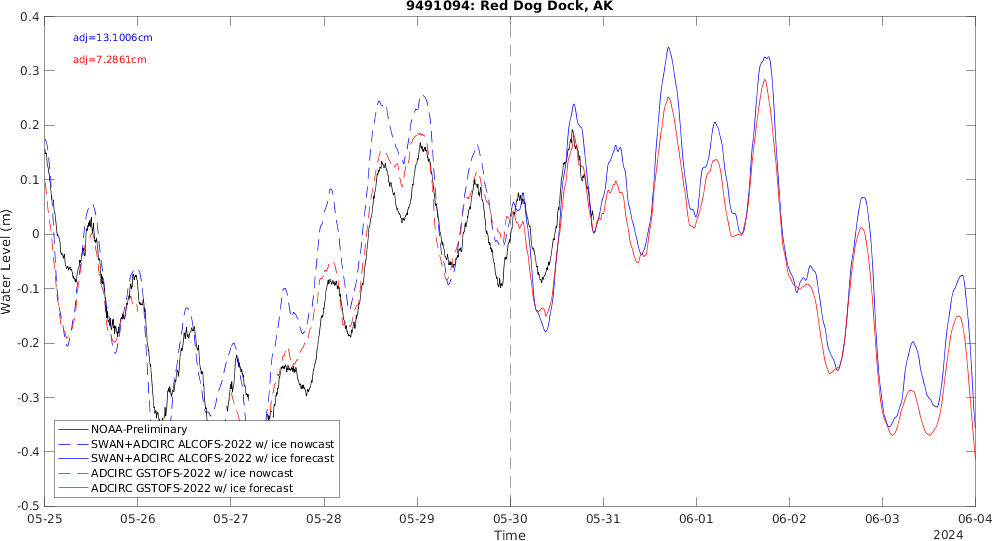 9491094: Red Dog Dock, AK
adj=13.1006cm
adj=7.2861cm
0.4
0.3
0.2
0.1
0
-0.1
-0.2
-0.3
-0.4
-0.5
Water Level (m)
NOAA-Preliminary
SWAN+ADCIRC ALCOFS-2022 w/ ice nowcast
SWAN+ADCIRC ALCOFS-2022 w/ ice forecast
ADCIRC GSTOFS-2022 w/ ice nowcast
ADCIRC GSTOFS-2022 w/ ice forecast
05-25 05-26 05-27 05-28 05-29 05-30 05-31 06-01 06-02 06-03 06-04
Time
2024